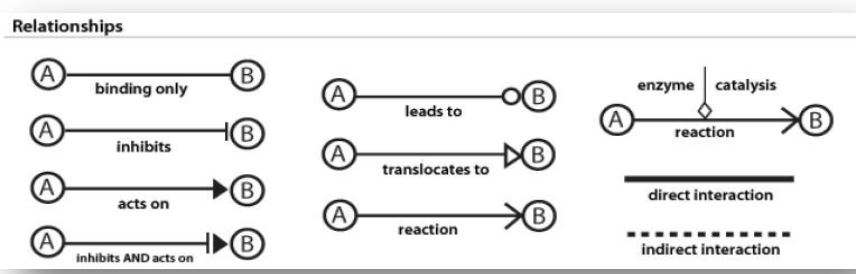 Relationships
A B
binding only
A B
inhibits
A B
acts on
A B
inhibits AND acts on
A B
leads to
A B
translocates to
A B
reaction
enzyme catalysis
A B
reaction
direct interaction
indirect interaction